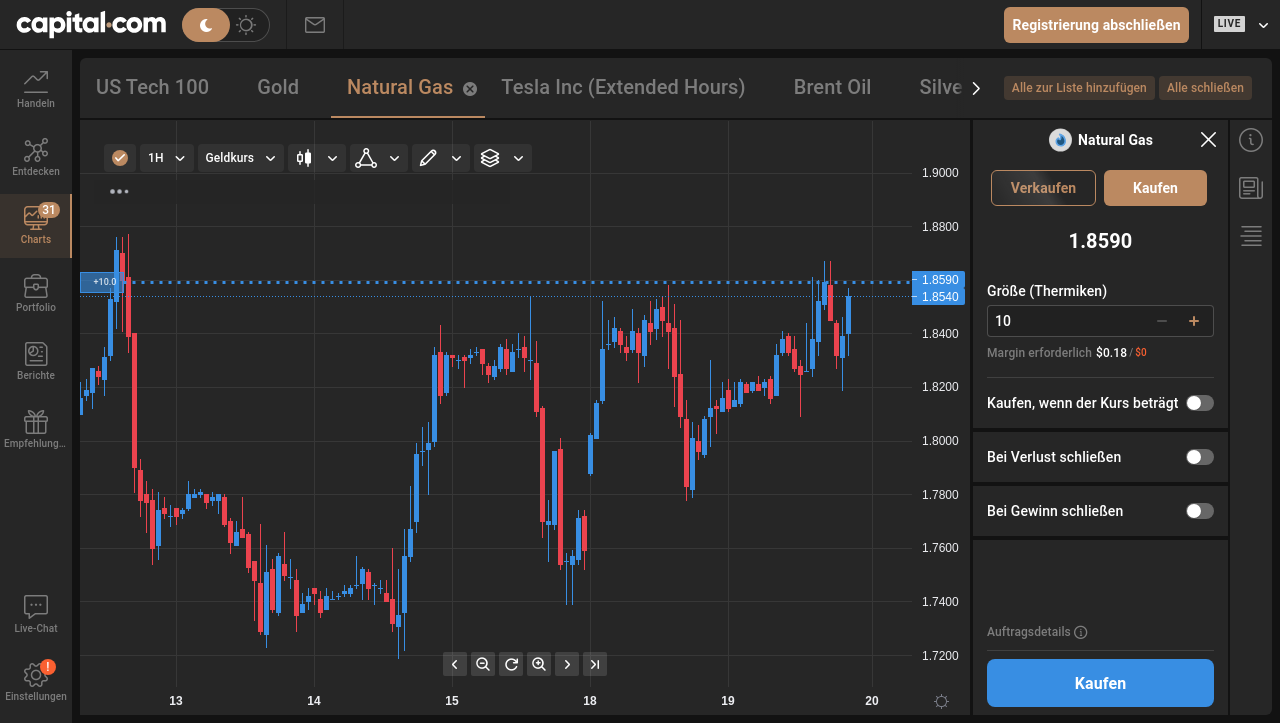 capital.com
Registrierung abschließen
LIVE
Handeln
Entdecken
31
Charts
Portfolio
Berichte
Empfehlung...
Live-Chat
!
Einstellungen
US Tech 100
Gold
Natural Gas
Tesla Inc (Extended Hours)
Brent Oil
Silve
Alle zur Liste hinzufügen
Alle schließen
1H
Geldkurs
1.9000
1.8800
+10.0
1.8590
1.8540
1.8400
1.8200
1.8000
1.7800
1.7600
1.7400
1.7200
13 14 15 18 19 20
Natural Gas
Verkaufen
Kaufen
1.8590
Größe (Thermiken)
10
Margin erforderlich $0.18 / $0
Kaufen, wenn der Kurs beträgt
Bei Verlust schließen
Bei Gewinn schließen
Auftragsdetails
Kaufen